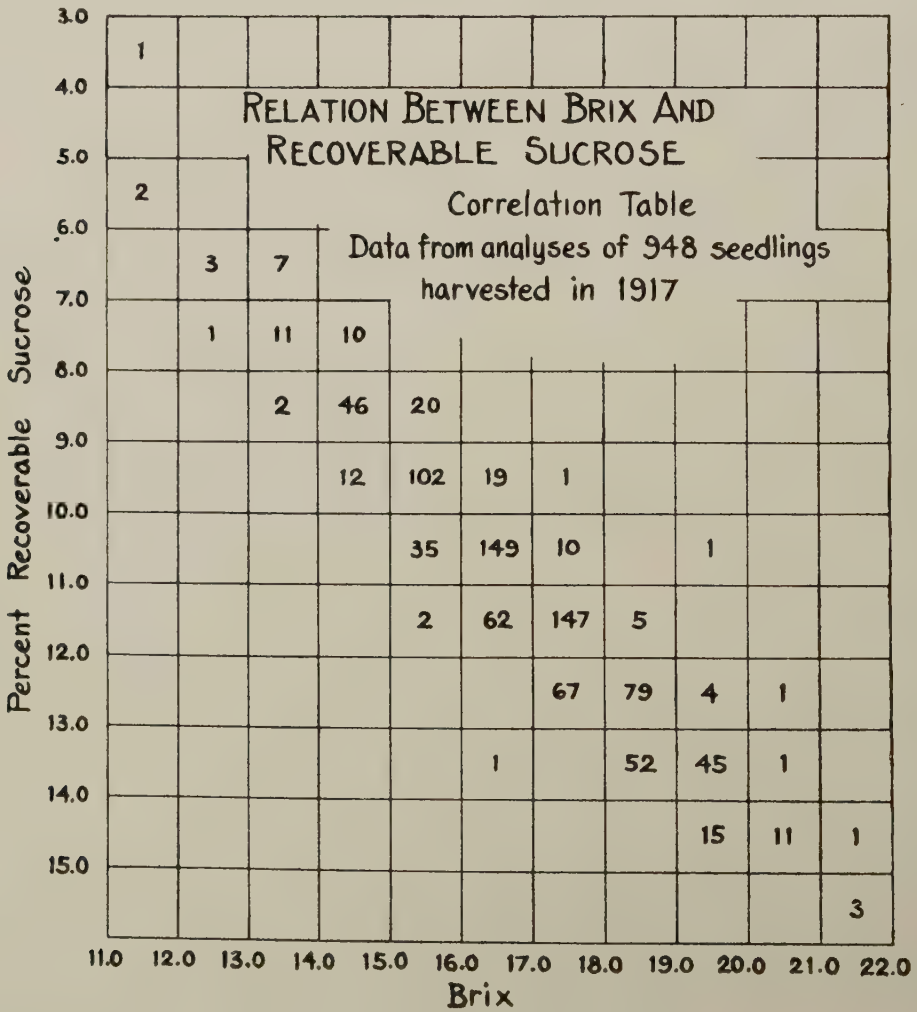 3.0
1
4.0
RELATION BETWEEN BRIX AND
RECOVERABLE SUCROSE
5.0
2
Correlation Table
6.0
Data from analyses of 948 seedlings
3 7
harvested in 1917
7.0
1 11 10
8.0
2 46 20
9.0
12 102 19 1
10.0
35 149 10 1
11.0
2 62 147 5
12.0
67 79 4 1
13.0
1 52 45 1
14.0
15 11 1
15.0
3
11.0 12.0 13.0 14.0 15.0 16.0 17.0 18.0 19.0 20.0 21.0 22.0
Brix
Percent Recoverable Sucrose